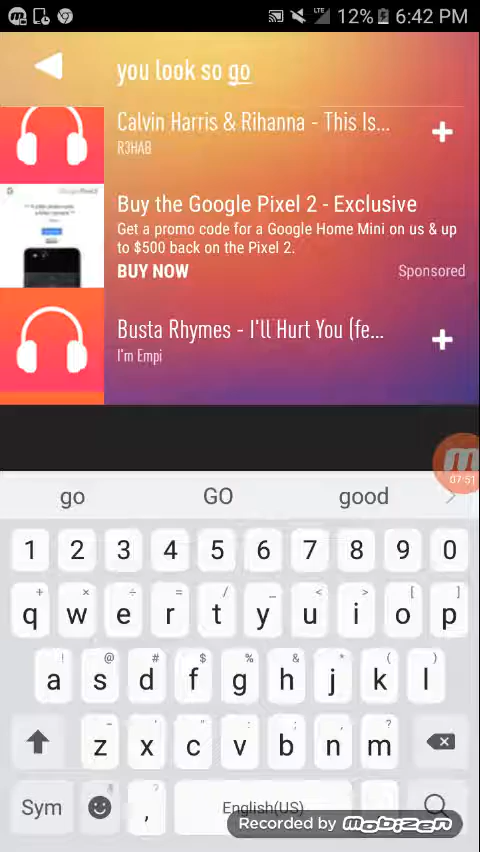 LTE 12% 6:42 PM
you look so go
Calvin Harris & Rihanna - This Is...
R3HAB
Buy the Google Pixel 2 - Exclusive
Get a promo code for a Google Home Mini on us & up
to $500 back on the Pixel 2.
BUY NOW Sponsored
Busta Rhymes - I'll Hurt You (fe...
I'm Empi
07:51
go GO good
1 2 3 4 5 6 7 8 9 0
+ × ÷ = / _ < > [ ]
q w e r t y u i o p
! @ # $ % & * ( )
a s d f g h j k l
- ' " : ; , ?
z x c v b n m
Sym , English(US)
Recorded by mobizen